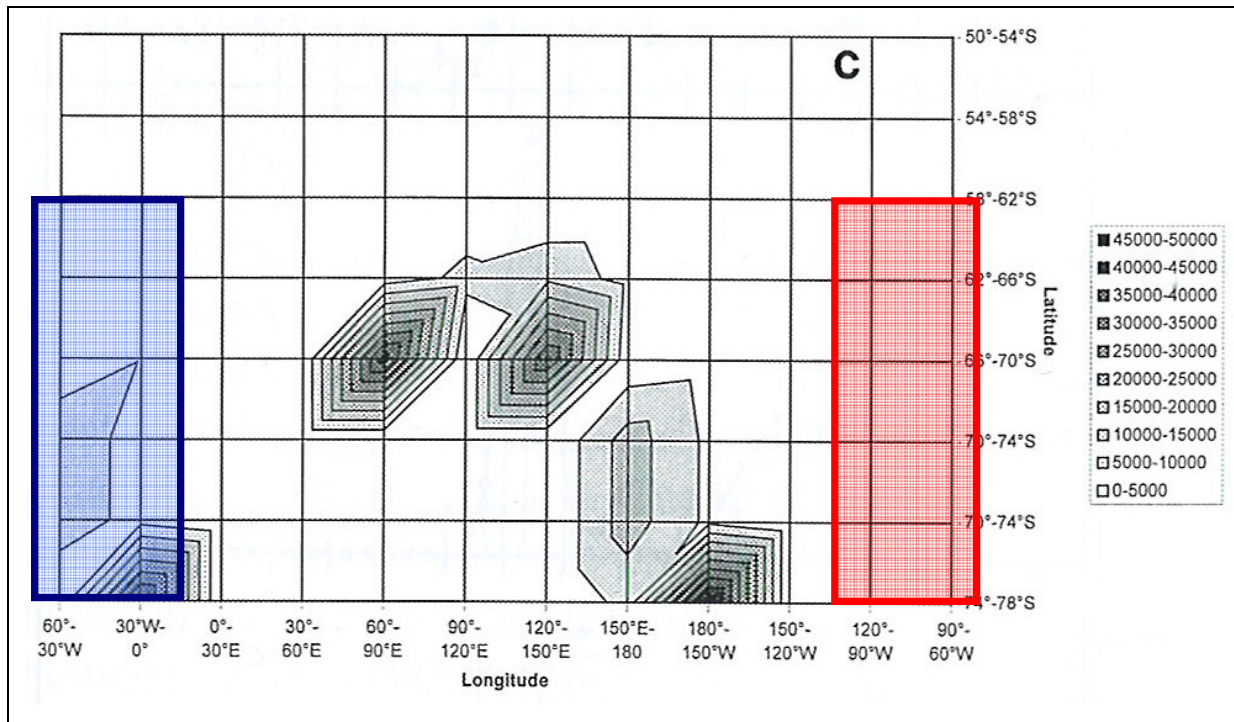 50°-54°S
C
54°-58°S
58°-62°S
62°-66°S
66°-70°S
70°-74°S
70°-74°S
74°-78°S
Latitude
45000-50000
40000-45000
35000-40000
30000-35000
25000-30000
20000-25000
15000-20000
10000-15000
5000-10000
0-5000
60°- 30°W- 0°- 30°- 60°- 90°- 120°- 150°E- 180°- 150°- 120°- 90°-
30°W 0° 30°E 60°E 90°E 120°E 150°E 180 150°W 120°W 90°W 60°W
Longitude